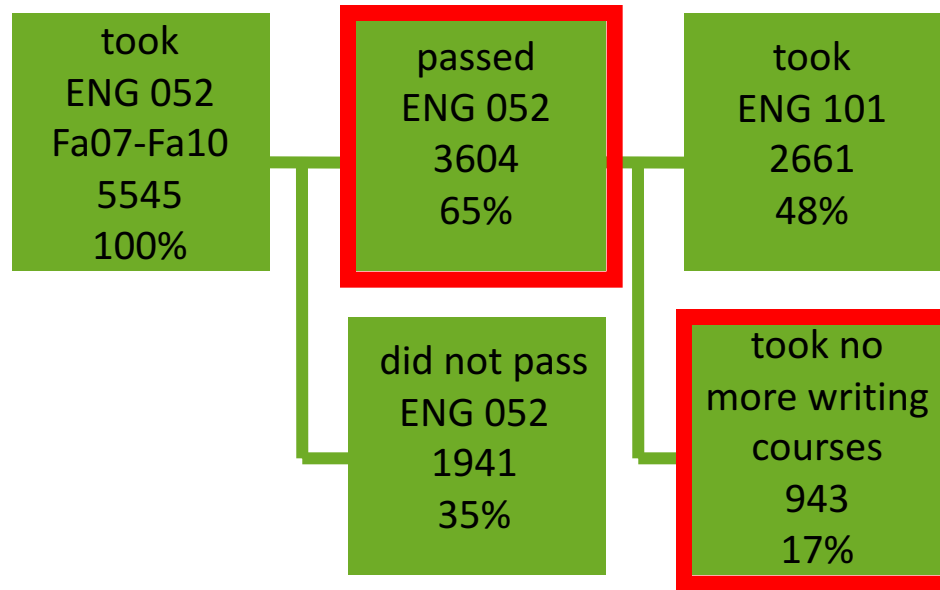 took
ENG 052
Fa07-Fa10
5545
100%
passed
ENG 052
3604
65%
took
ENG 101
2661
48%
did not pass
ENG 052
1941
35%
took no
more writing
courses
943
17%